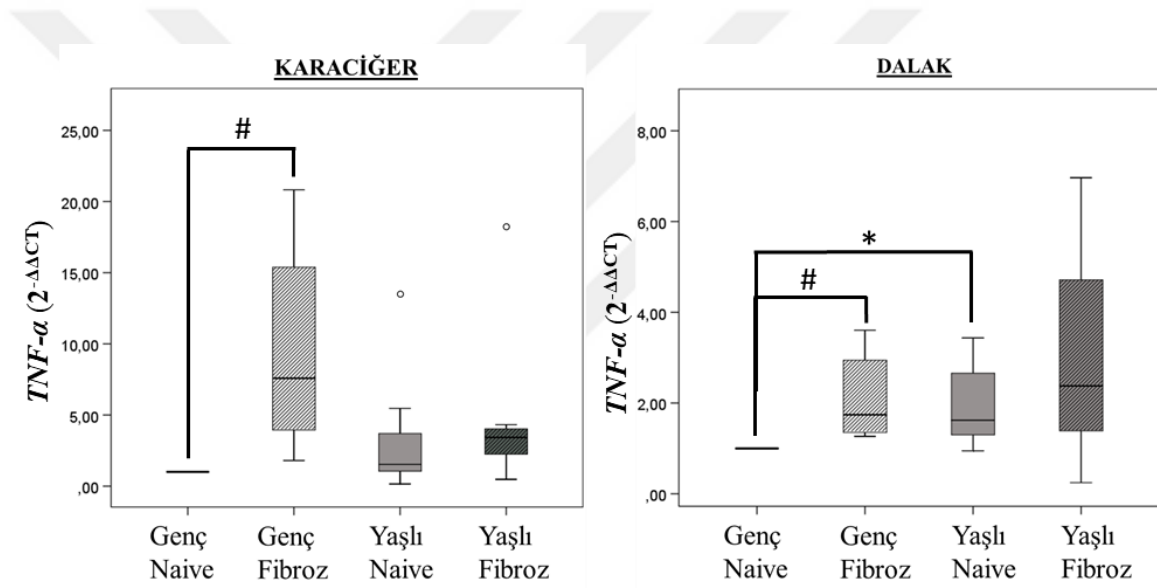 KARACİĞER
#
25,00
20,00
15,00
10,00
5,00
,00
TNF-α (2^-ΔΔCT)
Genç Naive
Genç Fibroz
Yaşlı Naive
Yaşlı Fibroz
DALAK
*
#
8,00
6,00
4,00
2,00
,00
TNF-α (2^-ΔΔCT)
Genç Naive
Genç Fibroz
Yaşlı Naive
Yaşlı Fibroz